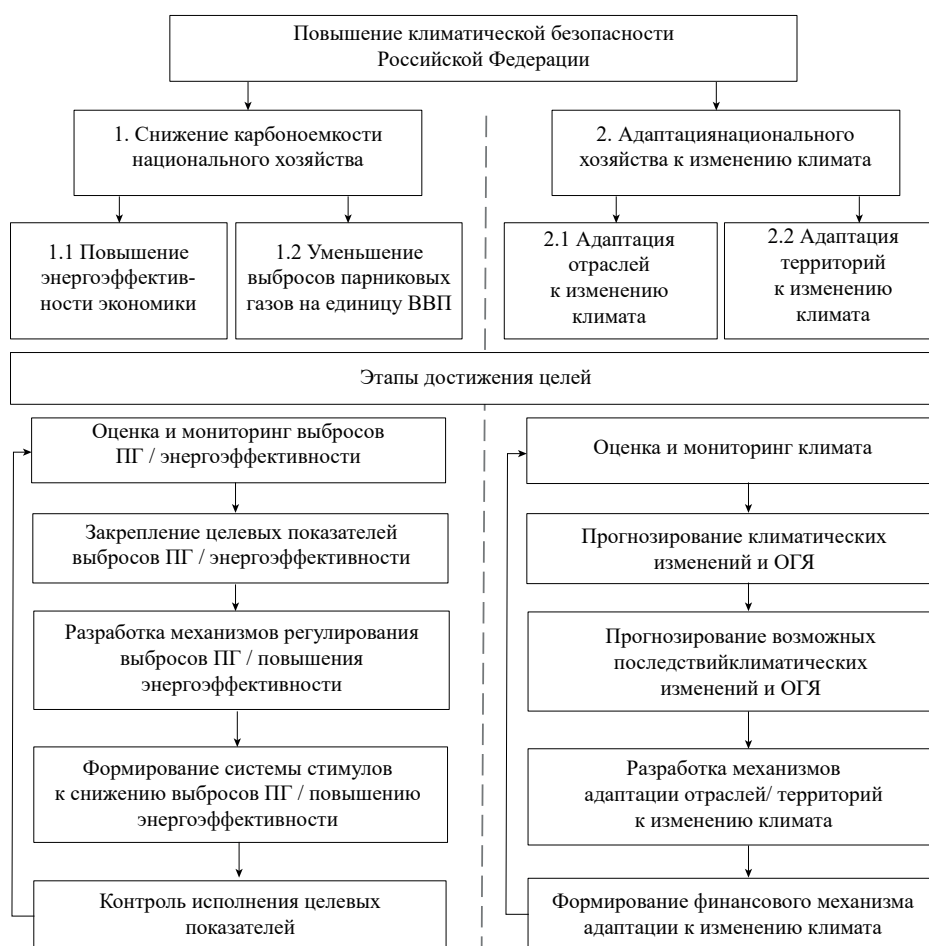 Повышение климатической безопасности
Российской Федерации
1. Снижение карбоноемкости
национального хозяйства
2. Адаптациянационального
хозяйства к изменению климата
1.1 Повышение
энергоэффектив-
ности экономики
1.2 Уменьшение
выбросов парниковых
газов на единицу ВВП
2.1 Адаптация
отраслей
к изменению
климата
2.2 Адаптация
территорий
к изменению
климата
Этапы достижения целей
Оценка и мониторинг выбросов
ПГ / энергоэффективности
Закрепление целевых показателей
выбросов ПГ / энергоэффективности
Разработка механизмов регулирования
выбросов ПГ / повышения
энергоэффективности
Формирование системы стимулов
к снижению выбросов ПГ / повышению
энергоэффективности
Контроль исполнения целевых
показателей
Оценка и мониторинг климата
Прогнозирование климатических
изменений и ОГЯ
Прогнозирование возможных
последствийклиматических
изменений и ОГЯ
Разработка механизмов
адаптации отраслей/ территорий
к изменению климата
Формирование финансового механизма
адаптации к изменению климата